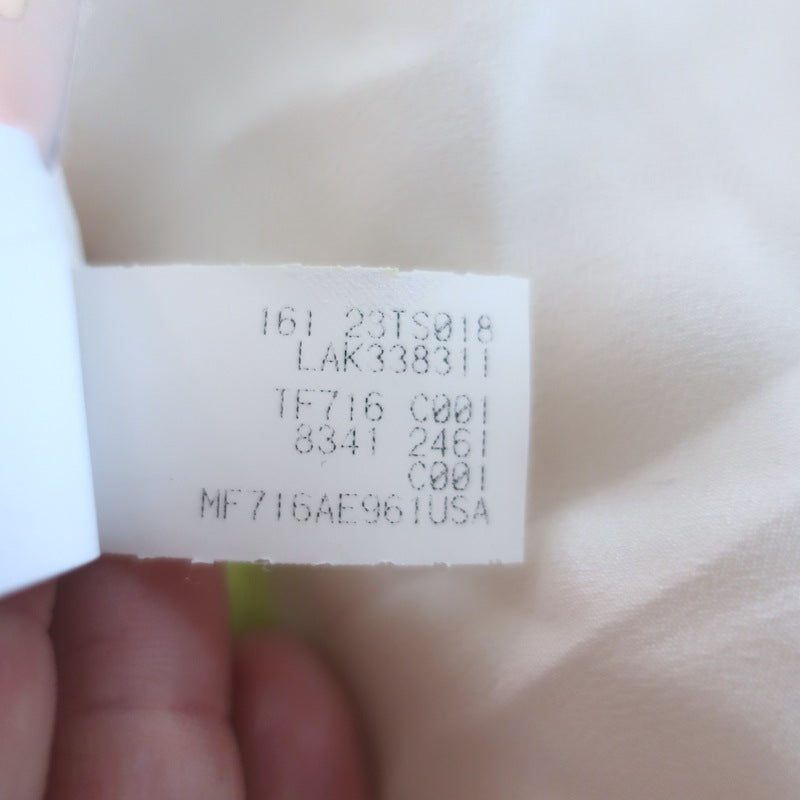 161 23TS018
LAK338311
TF716 C001
8341 2461
C001
MF716AE961USA